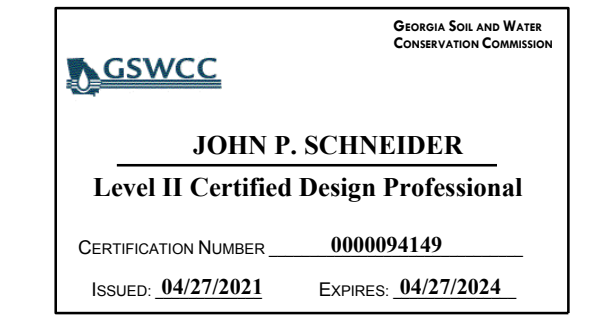 GEORGIA SOIL AND WATER
CONSERVATION COMMISSION
GSWCC
JOHN P. SCHNEIDER
Level II Certified Design Professional
CERTIFICATION NUMBER 0000094149
ISSUED: 04/27/2021 EXPIRES: 04/27/2024